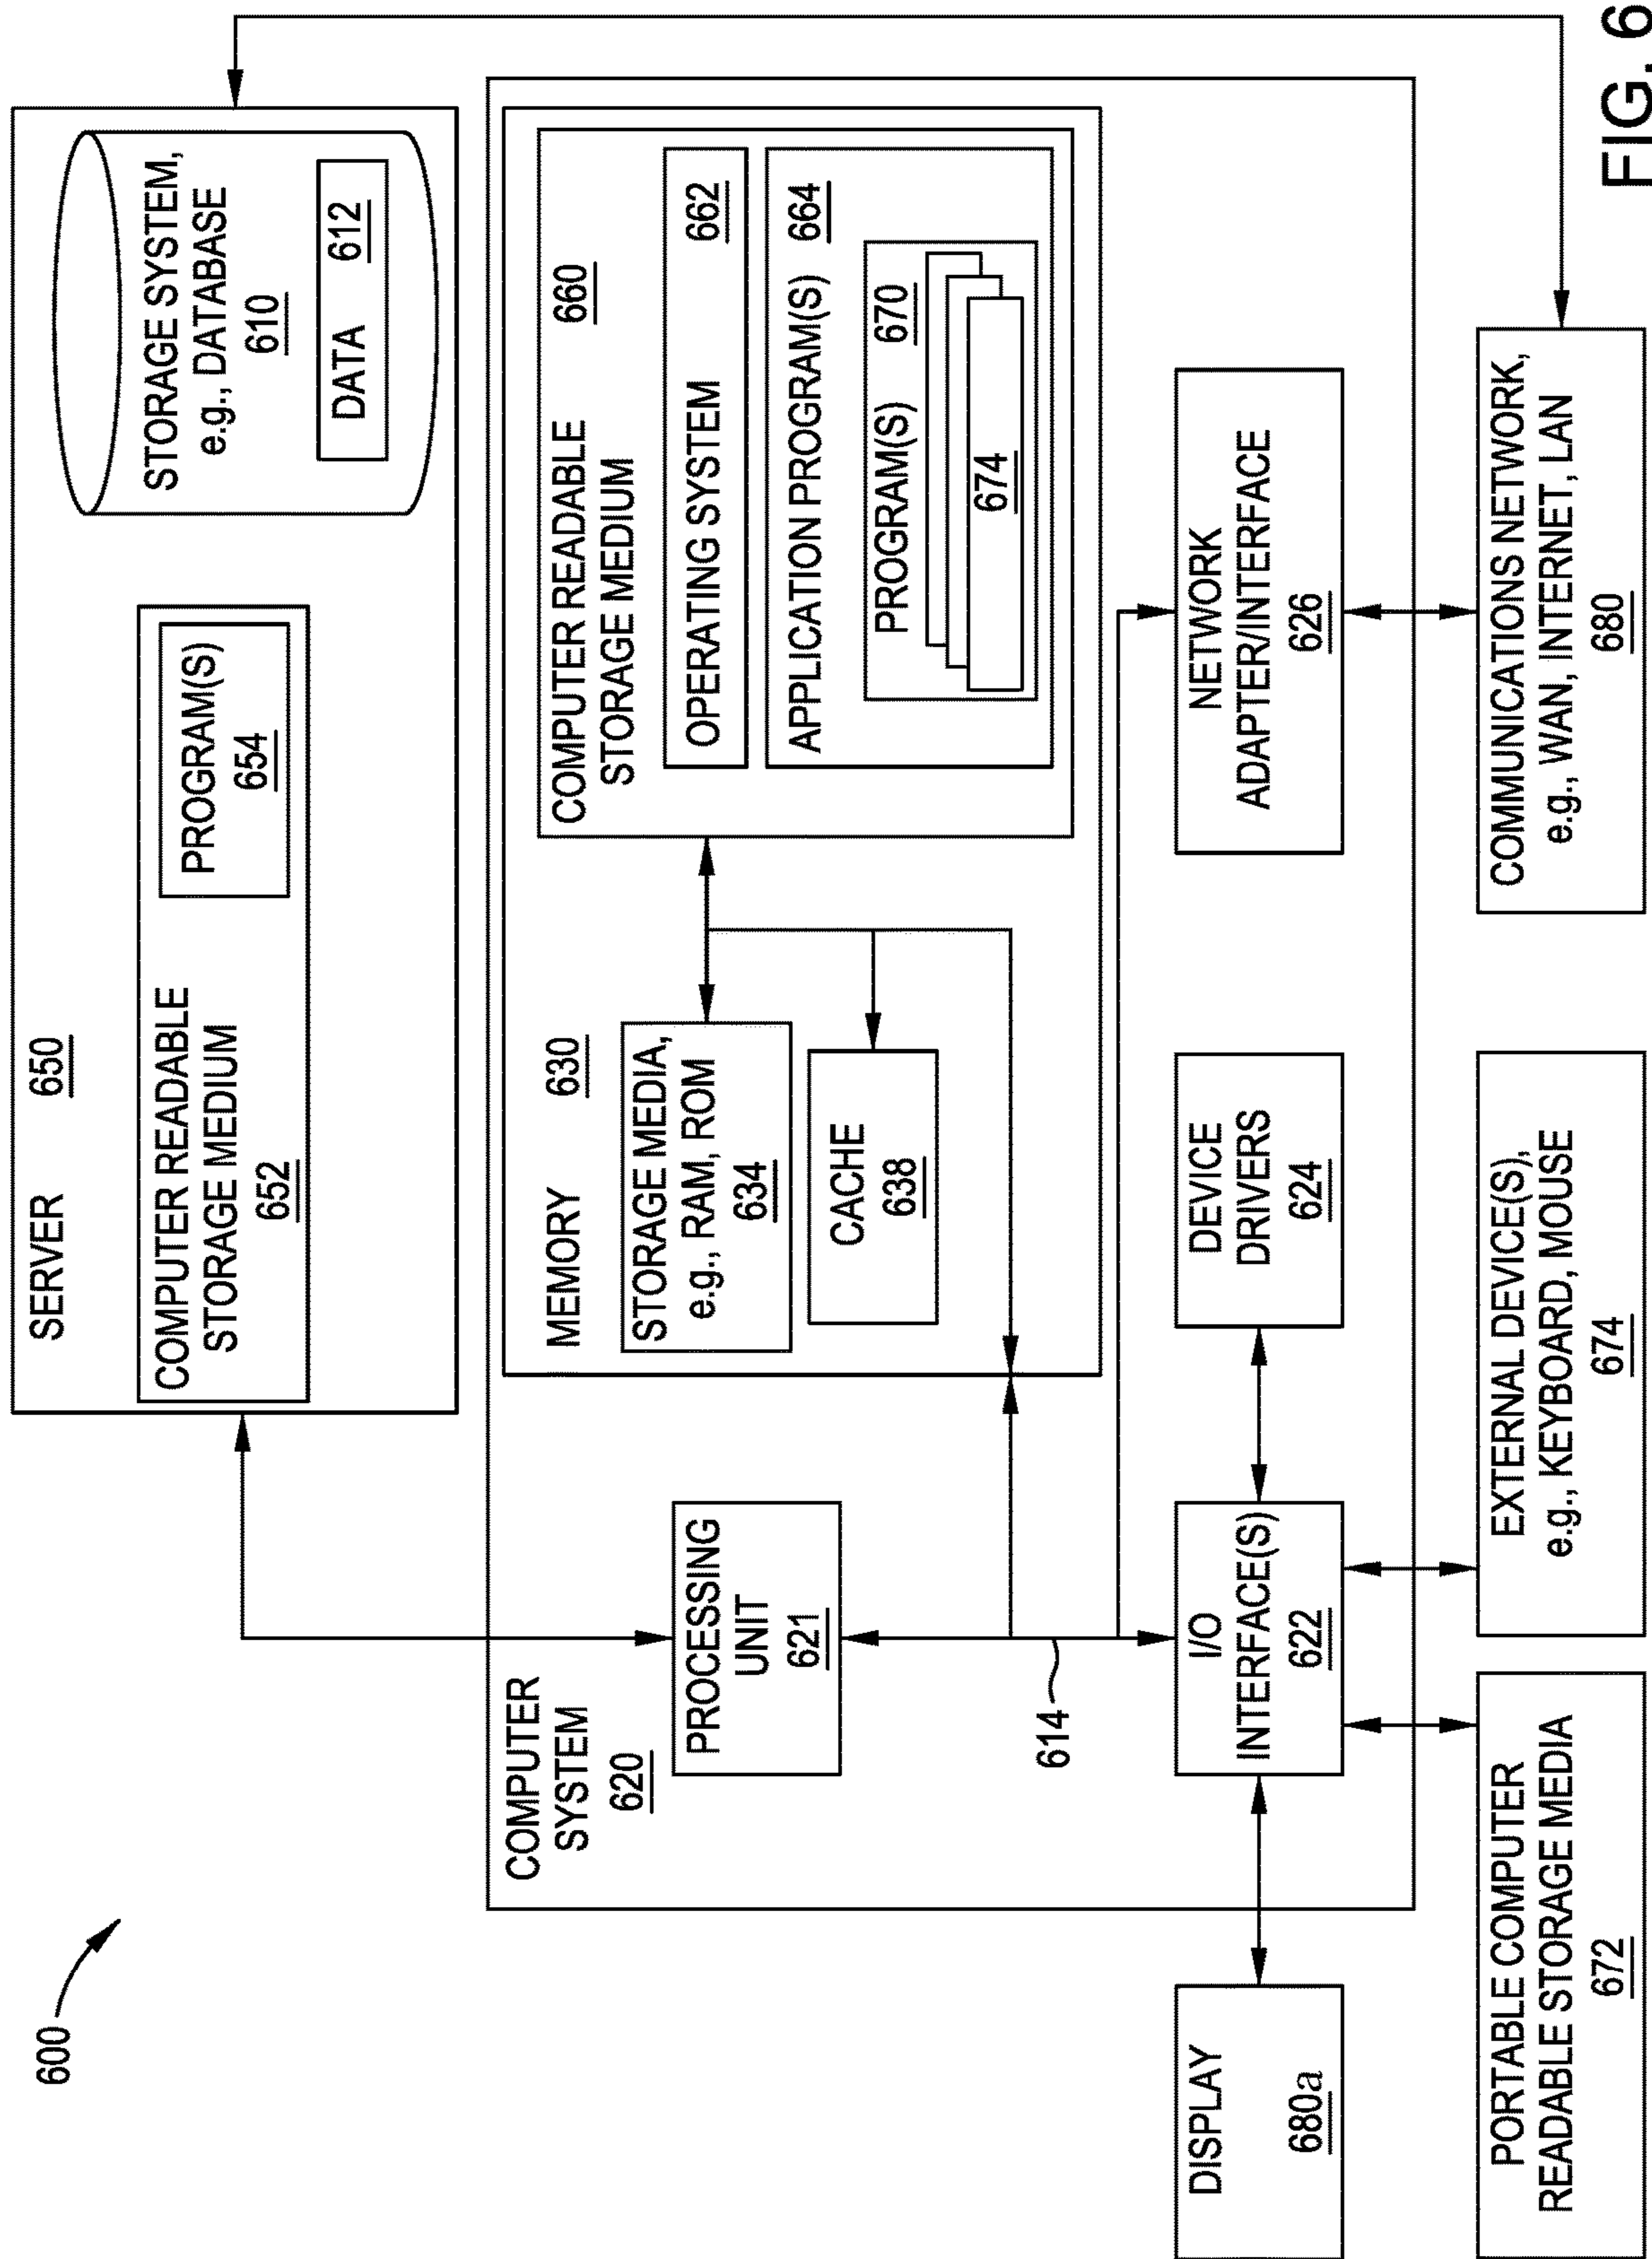 600
SERVER 650
COMPUTER READABLE
STORAGE MEDIUM
652
PROGRAM(S)
654
STORAGE SYSTEM,
e.g., DATABASE
610
DATA 612
COMPUTER
SYSTEM
620
PROCESSING
UNIT
621
MEMORY 630
STORAGE MEDIA,
e.g., RAM, ROM
634
CACHE
638
COMPUTER READABLE 660
STORAGE MEDIUM
OPERATING SYSTEM 662
APPLICATION PROGRAM(S) 664
PROGRAM(S) 670
674
614
DISPLAY
680a
I/O
INTERFACE(S)
622
DEVICE
DRIVERS
624
NETWORK
ADAPTER/INTERFACE
626
PORTABLE COMPUTER
READABLE STORAGE MEDIA
672
EXTERNAL DEVICE(S),
e.g., KEYBOARD, MOUSE
674
COMMUNICATIONS NETWORK,
e.g., WAN, INTERNET, LAN
680
FIG. 6